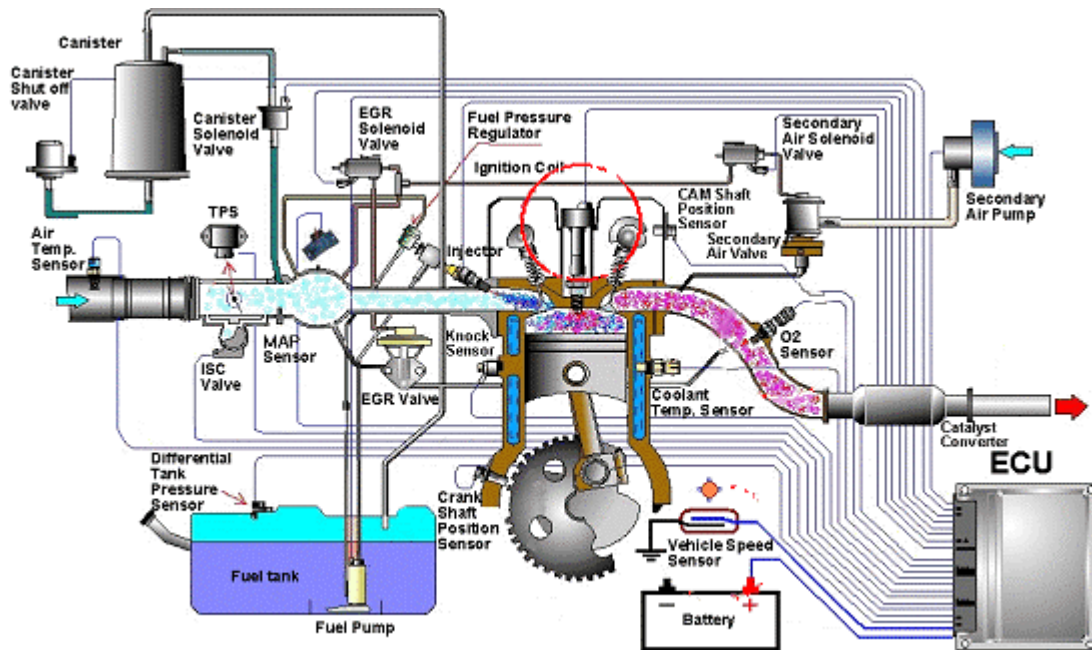 Canister
Canister
Shut off
valve
Canister
Solenoid
Valve
EGR
Solenoid
Valve
Fuel Pressure
Regulator
Ignition Coil
Secondary
Air Solenoid
Valve
CAM Shaft
Position
Sensor
Secondary
Air Pump
Secondary
Air Valve
TPS
Air
Temp.
Sensor
Injector
MAP
Sensor
ISC
Valve
EGR Valve
Knock
Sensor
O2
Sensor
Coolant
Temp. Sensor
Catalyst
Converter
ECU
Differential
Tank
Pressure
Sensor
Crank
Shaft
Position
Sensor
Vehicle Speed
Sensor
Fuel tank
Fuel Pump
− +
Battery